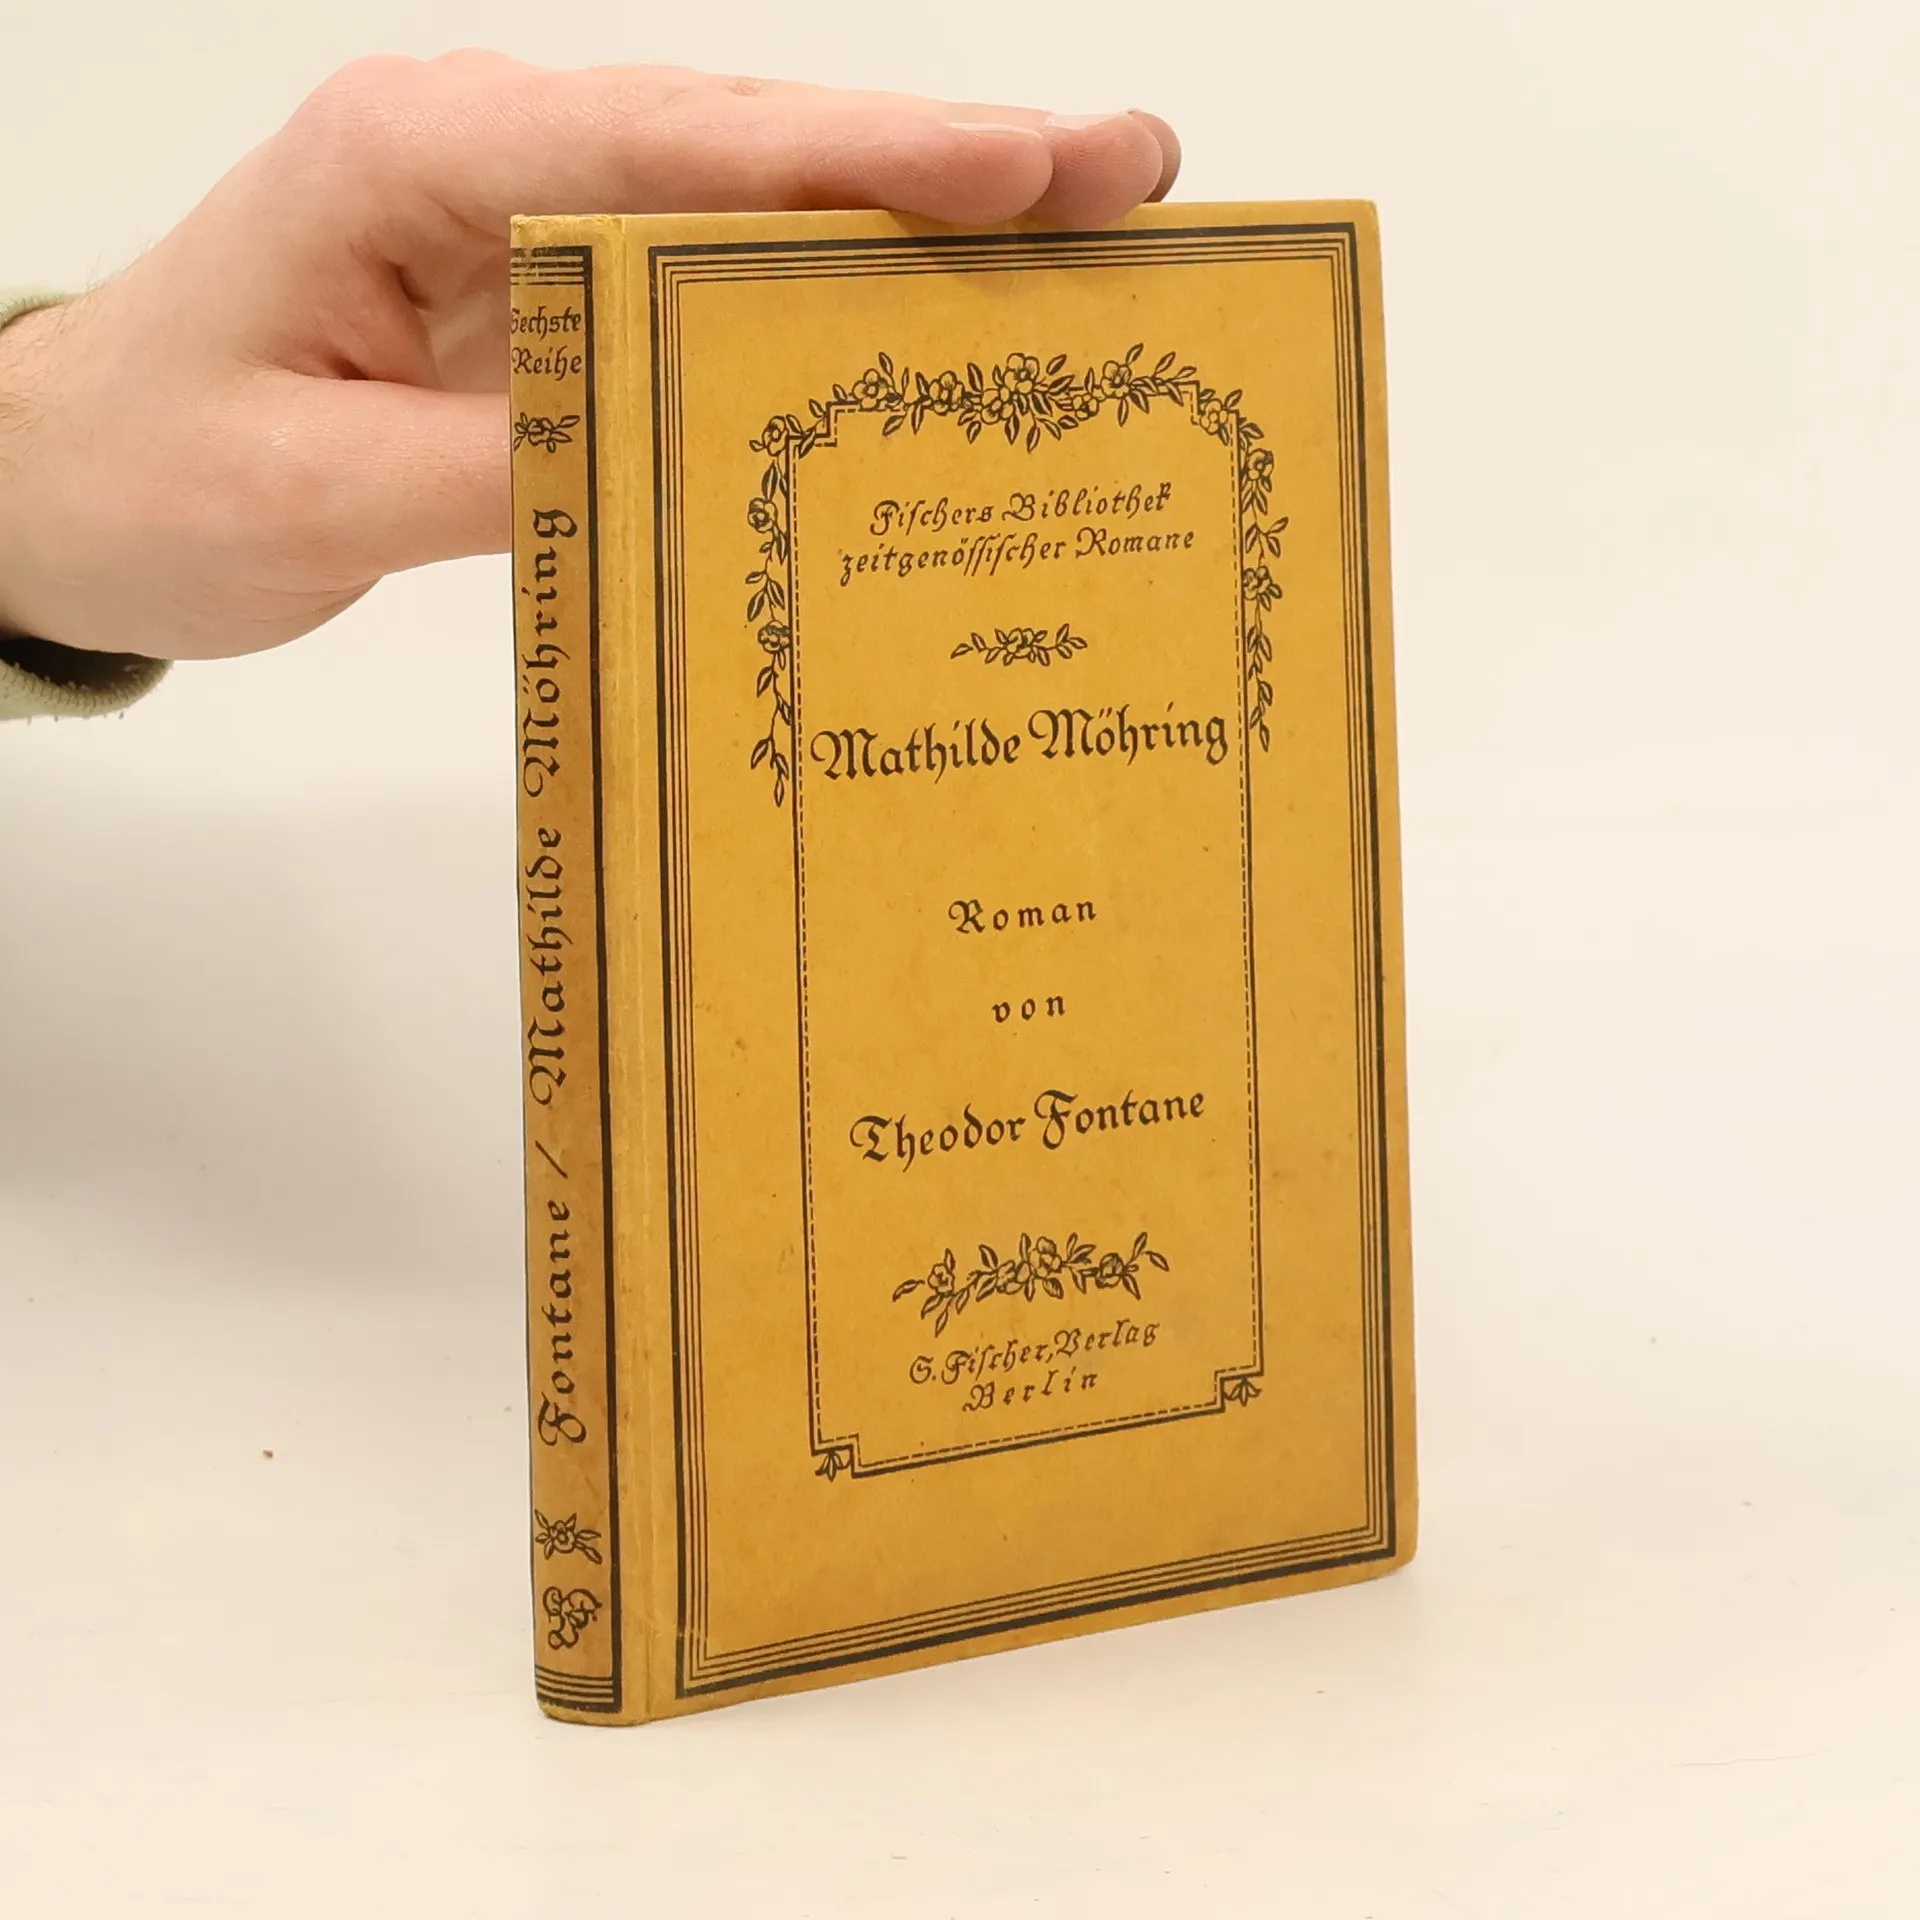 Sechste
Reihe
Fontane / Mathilde Möhring
Fiſchers Bibliothek
zeitgenöſſiſcher Romane
Mathilde Möhring
Roman
von
Theodor Fontane
S. Fiſcher, Verlag
Berlin